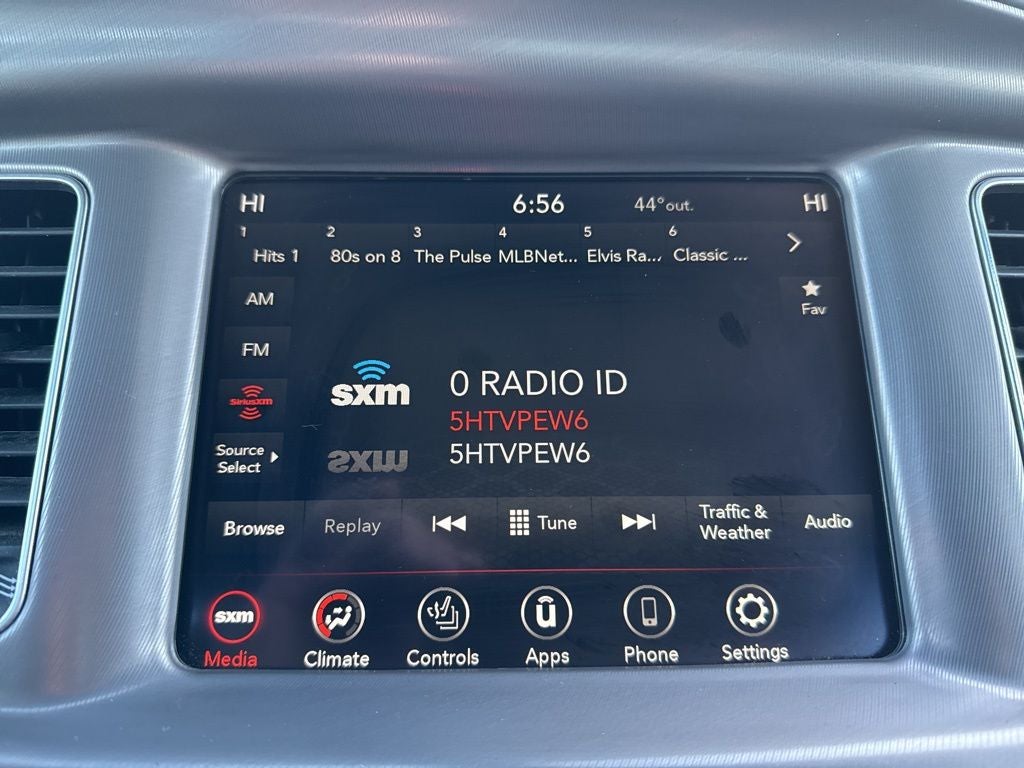 HI 6:56 44° out. HI
1 2 3 4 5 6
Hits 1 80s on 8 The Pulse MLBNet... Elvis Ra... Classic ...
AM
Fav
FM
sxm 0 RADIO ID
SiriusXM 5HTVPEW6
5HTVPEW6
Source
Select
Browse Replay Tune Traffic &
Weather Audio
sxm
Media Climate Controls Apps Phone Settings